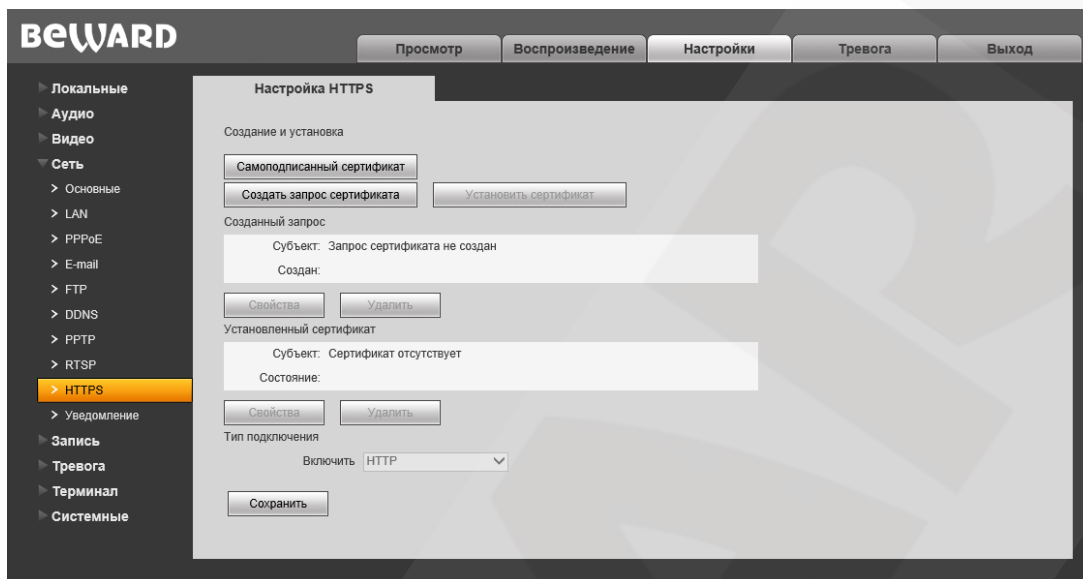 BEWARD
Просмотр Воспроизведение Настройки Тревога Выход
Локальные
Аудио
Видео
Сеть
> Основные
> LAN
> PPPoE
> E-mail
> FTP
> DDNS
> PPTP
> RTSP
> HTTPS
> Уведомление
Запись
Тревога
Терминал
Системные
Настройка HTTPS
Создание и установка
Самоподписанный сертификат
Создать запрос сертификата Установить сертификат
Созданный запрос
Субъект: Запрос сертификата не создан
Создан:
Свойства Удалить
Установленный сертификат
Субъект: Сертификат отсутствует
Состояние:
Свойства Удалить
Тип подключения
Включить HTTP
Сохранить